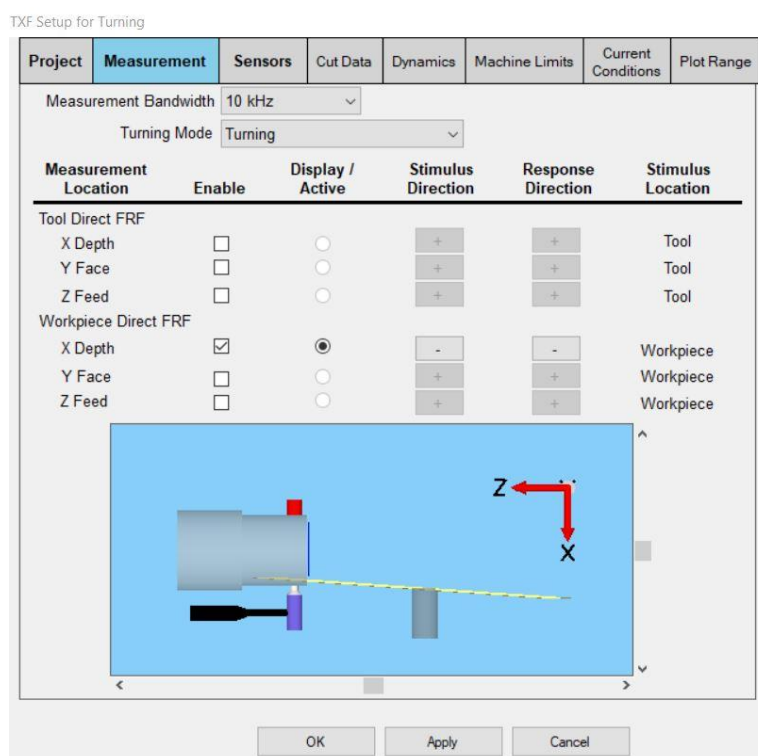 TXF Setup for Turning
Project Measurement Sensors Cut Data Dynamics Machine Limits Current Conditions Plot Range
Measurement Bandwidth 10 kHz
Turning Mode Turning
Measurement Location Enable Display / Active Stimulus Direction Response Direction Stimulus Location
Tool Direct FRF
X Depth + + Tool
Y Face + + Tool
Z Feed + + Tool
Workpiece Direct FRF
X Depth - - Workpiece
Y Face + + Workpiece
Z Feed + + Workpiece
Z
X
OK Apply Cancel